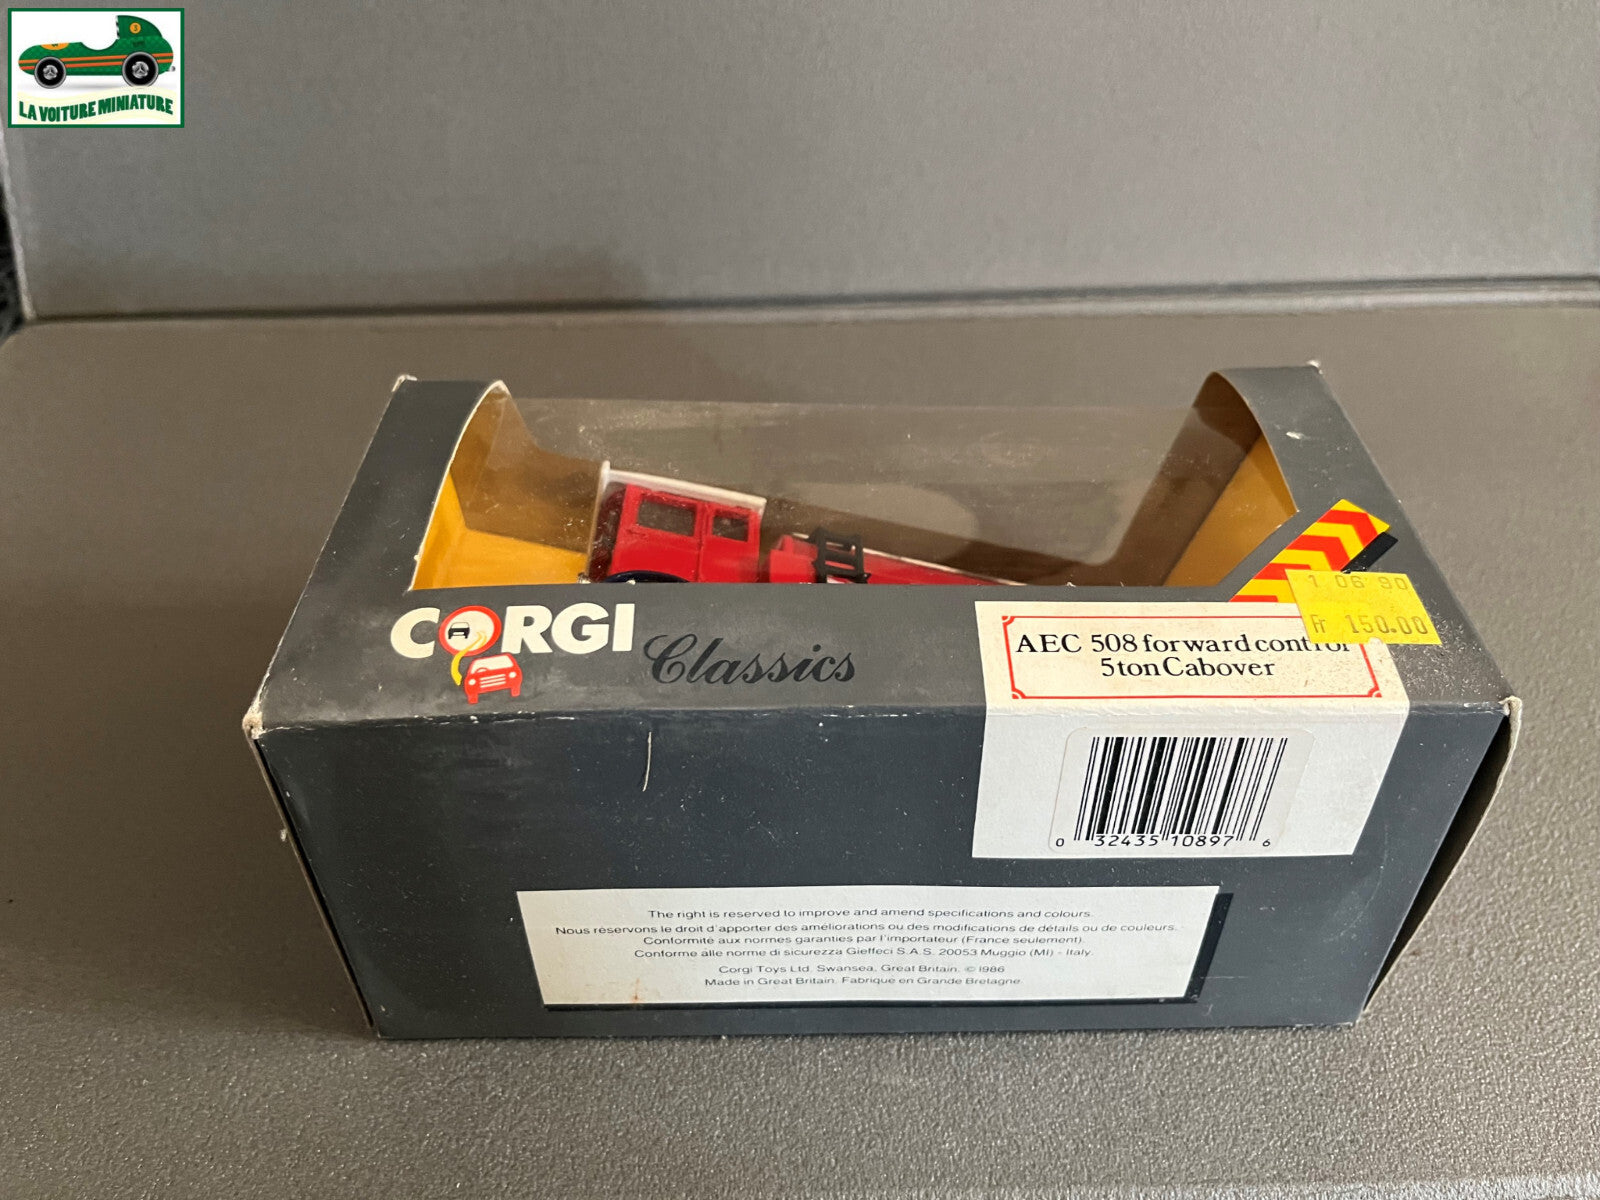 LA VOITURE MINIATURE
CORGI Classics
1 06 90
Fr 150.00
AEC 508 forward control
5 ton Cabover
0 32435 10897 6
The right is reserved to improve and amend specifications and colours.
Nous réservons le droit d'apporter des améliorations ou des modifications de détails ou de couleurs.
Conformité aux normes garanties par l'importateur (France seulement).
Conforme alle norme di sicurezza Gieffeci S.A.S. 20053 Muggio (MI) - Italy.
Corgi Toys Ltd. Swansea. Great Britain. © 1986
Made in Great Britain. Fabriqué en Grande Bretagne.